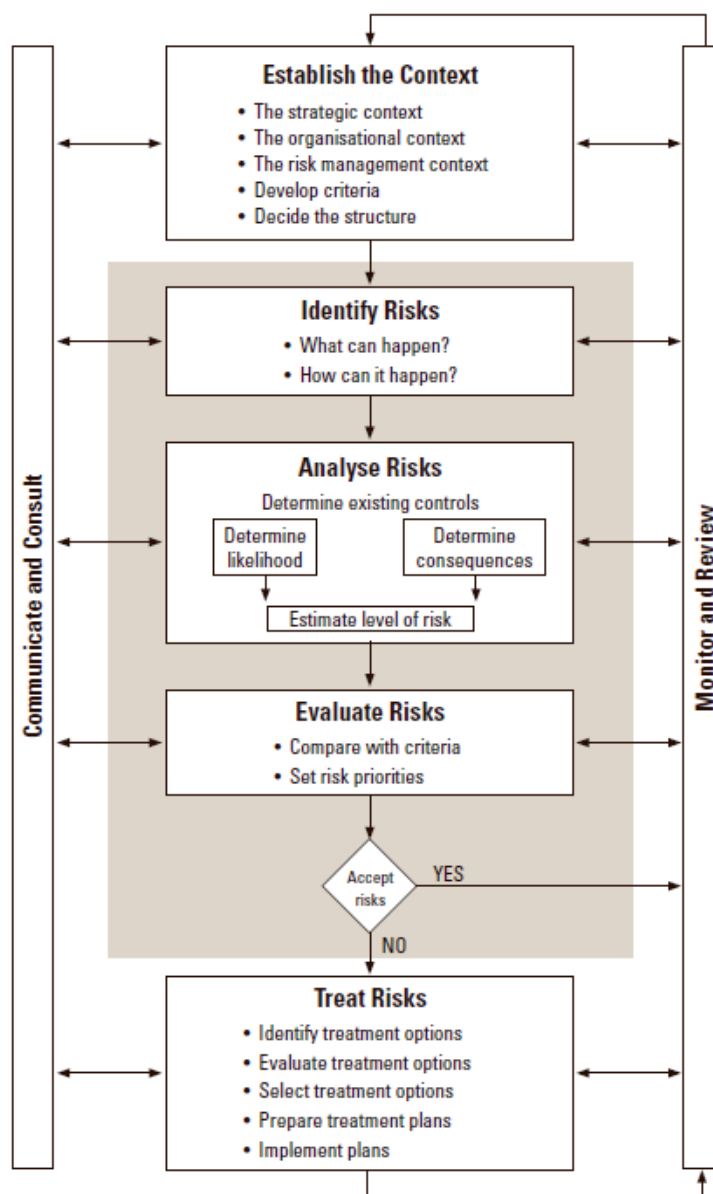 Communicate and Consult
Establish the Context
• The strategic context
• The organisational context
• The risk management context
• Develop criteria
• Decide the structure
Identify Risks
• What can happen?
• How can it happen?
Analyse Risks
Determine existing controls
Determine
likelihood
Determine
consequences
Estimate level of risk
Evaluate Risks
• Compare with criteria
• Set risk priorities
Accept
risks
YES
NO
Treat Risks
• Identify treatment options
• Evaluate treatment options
• Select treatment options
• Prepare treatment plans
• Implement plans
Monitor and Review